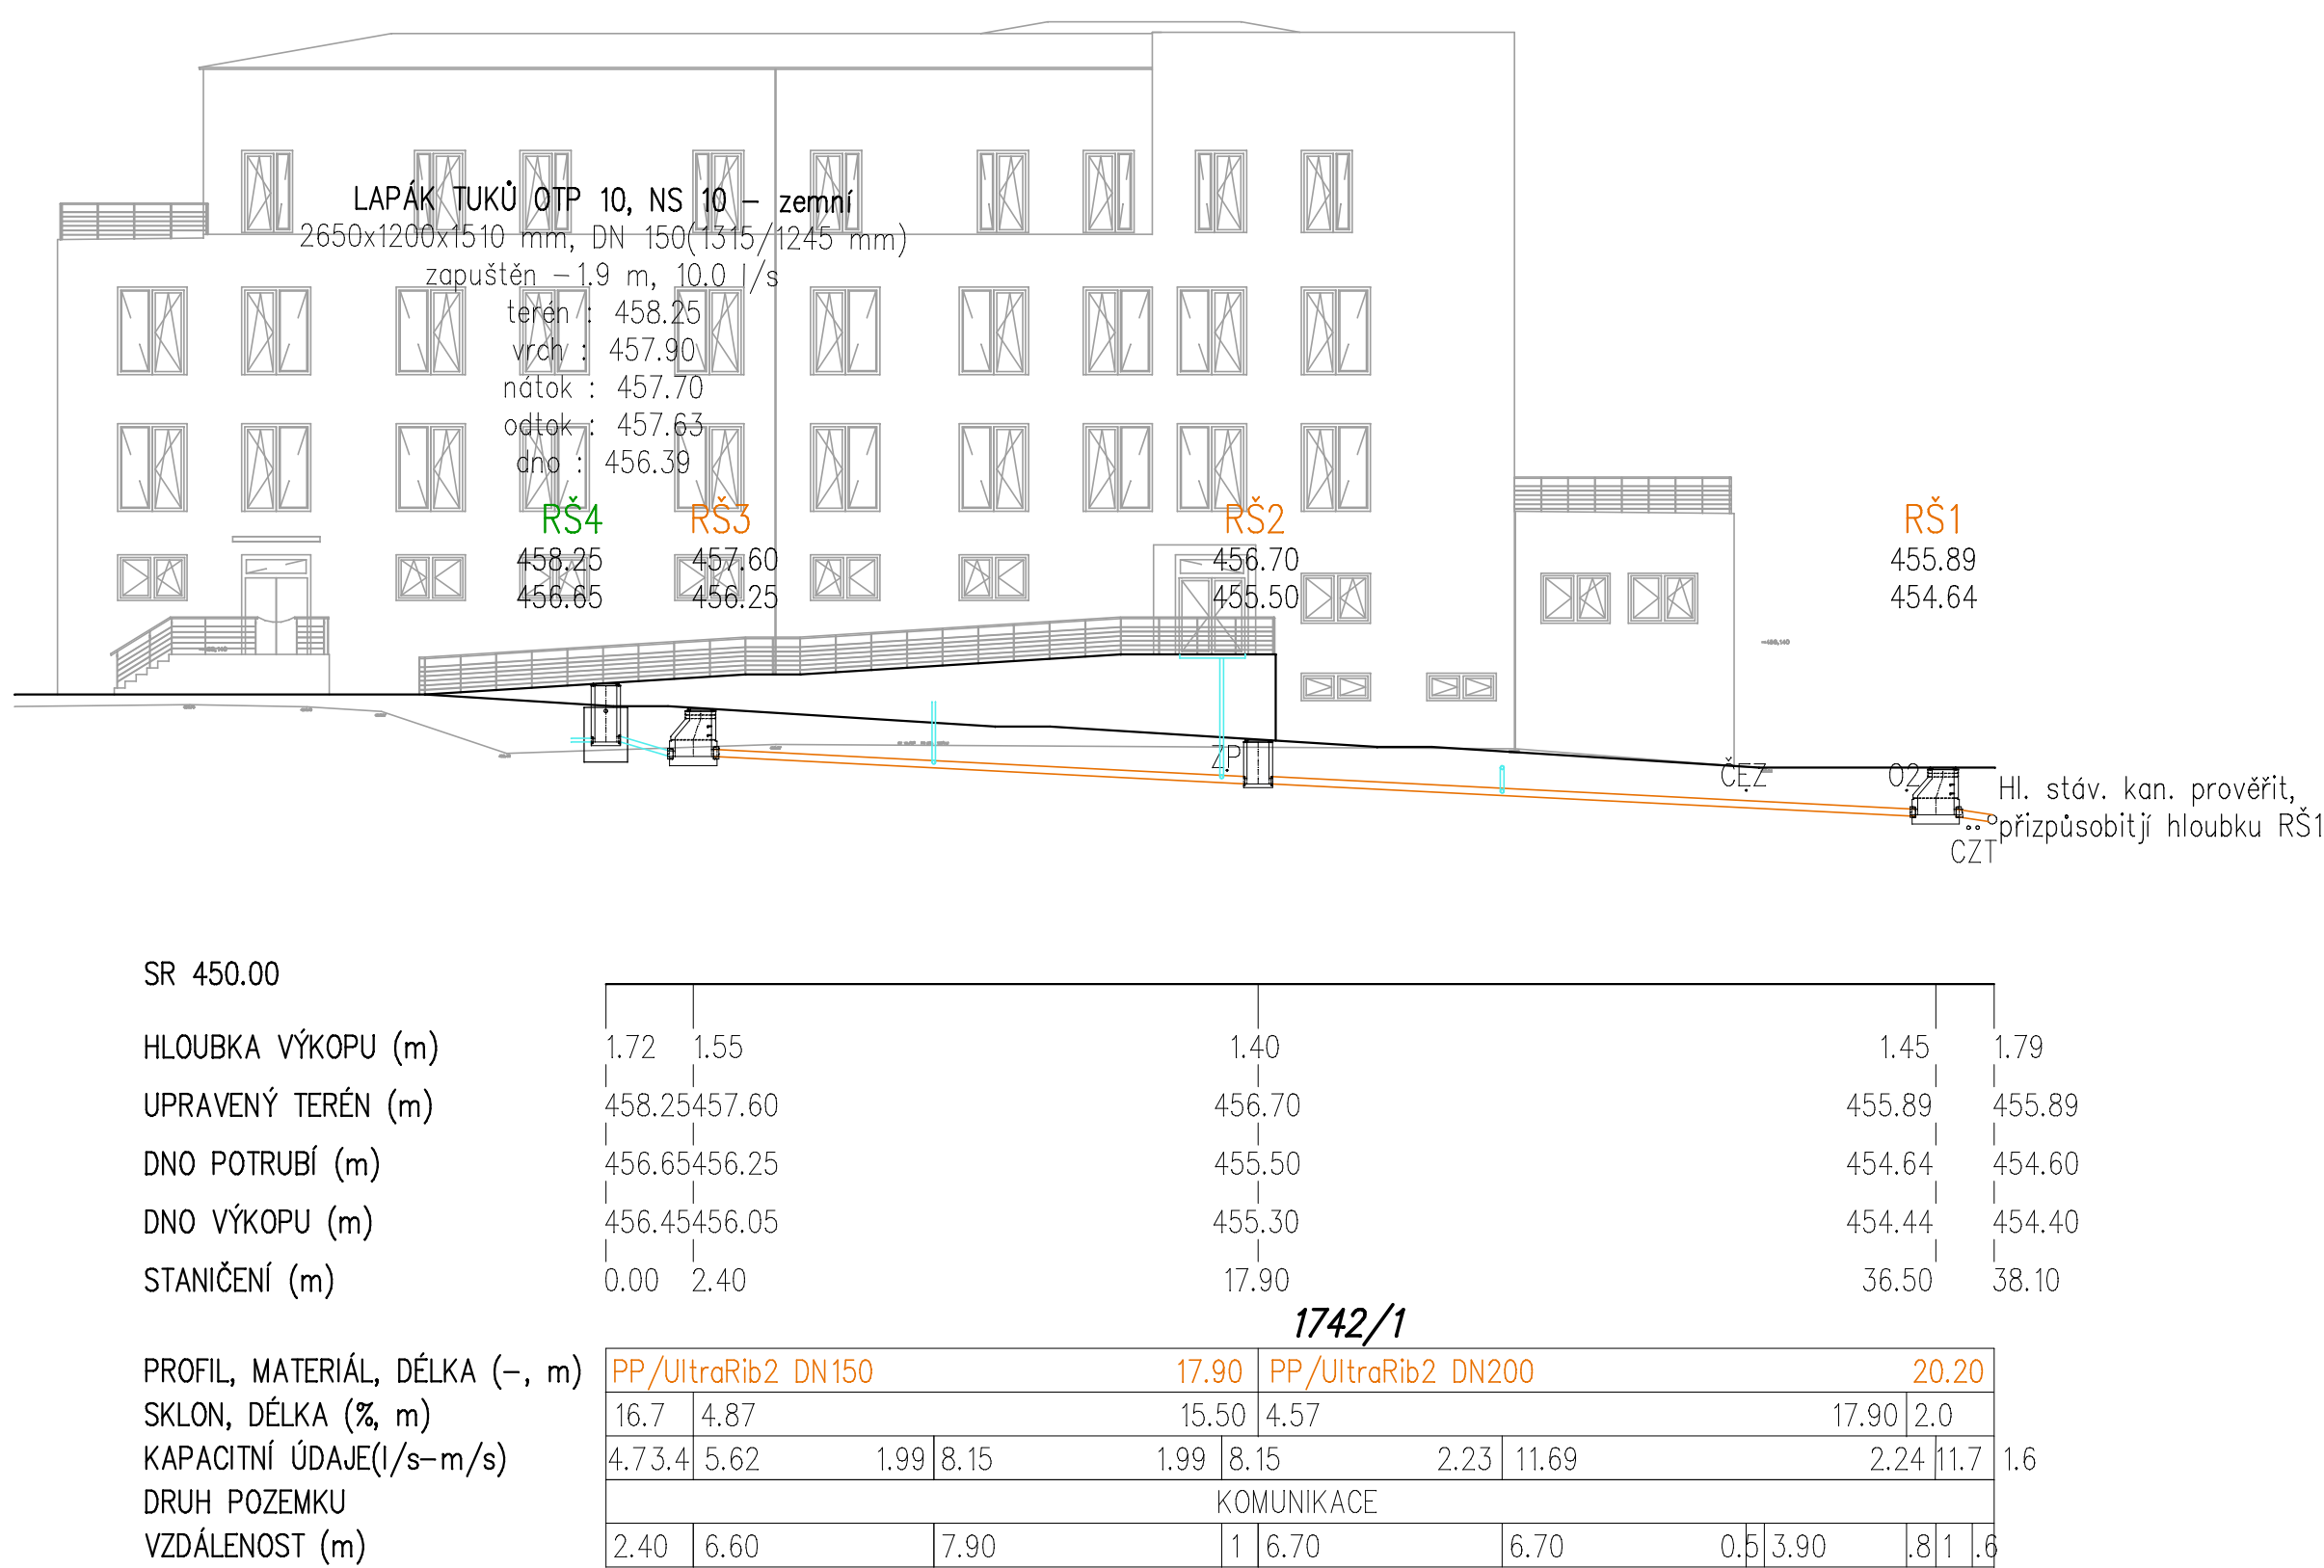 LAPÁK TUKŮ OTP 10, NS 10 – zemní
2650x1200x1510 mm, DN 150(1315/1245 mm)
zapuštěn –1.9 m, 10.0 l/s
terén : 458.25
vrch : 457.90
nátok : 457.70
odtok : 457.63
dno : 456.39
RŠ4 RŠ3 RŠ2 RŠ1
458.25 457.60 456.70 455.89
456.65 456.25 455.50 454.64
ZP ČEZ O2
Hl. stáv. kan. prověřit,
přizpůsobitjí hloubku RŠ1
CZT
SR 450.00
HLOUBKA VÝKOPU (m) 1.72 1.55 1.40 1.45 1.79
UPRAVENÝ TERÉN (m) 458.25 457.60 456.70 455.89 455.89
DNO POTRUBÍ (m) 456.65 456.25 455.50 454.64 454.60
DNO VÝKOPU (m) 456.45 456.05 455.30 454.44 454.40
STANIČENÍ (m) 0.00 2.40 17.90 36.50 38.10
1742/1
PROFIL, MATERIÁL, DÉLKA (–, m) PP/UltraRib2 DN150 17.90 PP/UltraRib2 DN200 20.20
SKLON, DÉLKA (%, m) 16.7 4.87 15.50 4.57 17.90 2.0
KAPACITNÍ ÚDAJE(l/s–m/s) 4.73.4 5.62 1.99 8.15 1.99 8.15 2.23 11.69 2.24 11.7 1.6
DRUH POZEMKU KOMUNIKACE
VZDÁLENOST (m) 2.40 6.60 7.90 1 6.70 6.70 0.5 3.90 .8 1 .6